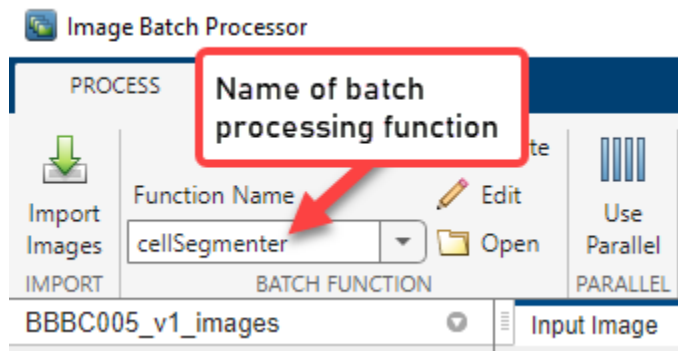 Image Batch Processor
PROCESS
Name of batch
processing function
te
Import
Images
Function Name
cellSegmenter
Edit
Open
Use
Parallel
IMPORT
BATCH FUNCTION
PARALLEL
BBBC005_v1_images
Input Image